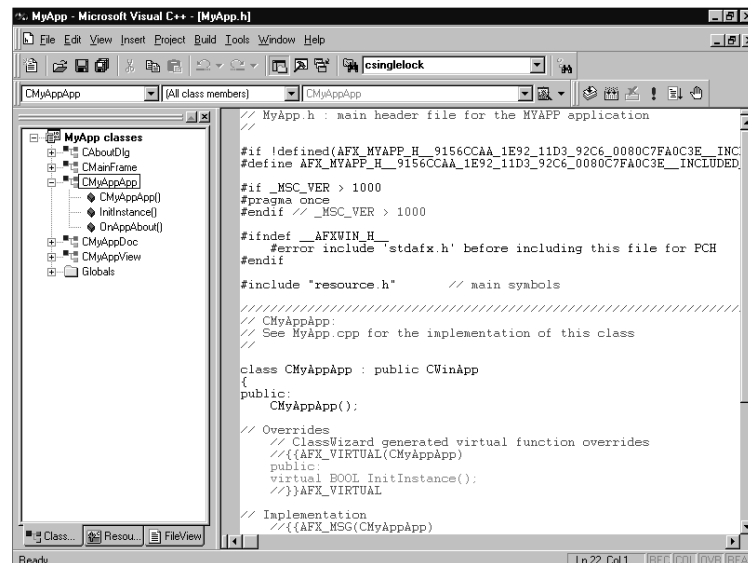 MyApp - Microsoft Visual C++ - [MyApp.h]
File Edit View Insert Project Build Tools Window Help
csinglelock
CMyAppApp [All class members] CMyAppApp
MyApp classes
CAboutDlg
CMainFrame
CMyAppApp
CMyAppApp()
InitInstance()
OnAppAbout()
CMyAppDoc
CMyAppView
Globals
Class... Resou... FileView
// MyApp.h : main header file for the MYAPP application
//
#if !defined(AFX_MYAPP_H__9156CCAA_1E92_11D3_92C6_0080C7FA0C3E__INC
#define AFX_MYAPP_H__9156CCAA_1E92_11D3_92C6_0080C7FA0C3E__INCLUDED_
#if _MSC_VER > 1000
#pragma once
#endif // _MSC_VER > 1000
#ifndef __AFXWIN_H__
#error include 'stdafx.h' before including this file for PCH
#endif
#include "resource.h" // main symbols
/////////////////////////////////////////////////////////////////////////////
// CMyAppApp:
// See MyApp.cpp for the implementation of this class
//
class CMyAppApp : public CWinApp
{
public:
CMyAppApp();
// Overrides
// ClassWizard generated virtual function overrides
//{{AFX_VIRTUAL(CMyAppApp)
public:
virtual BOOL InitInstance();
//}}AFX_VIRTUAL
// Implementation
//{{AFX_MSG(CMyAppApp)
Ready
Ln 22, Col 1 REC COL OVR REA